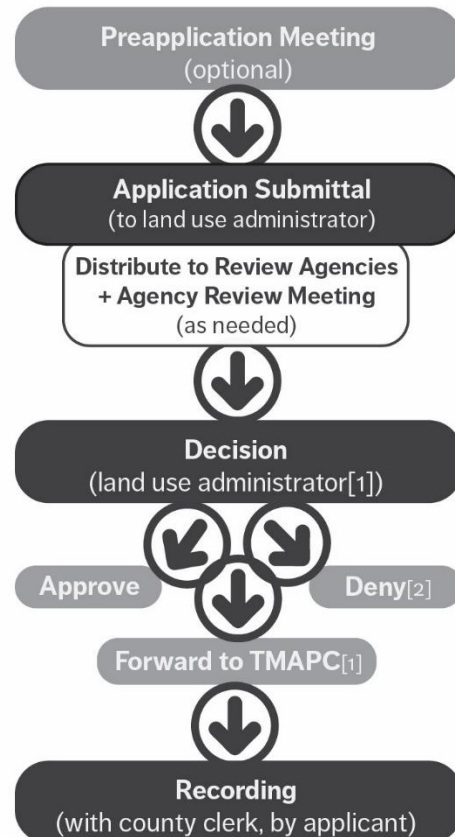 Preapplication Meeting
(optional)
Application Submittal
(to land use administrator)
Distribute to Review Agencies
+ Agency Review Meeting
(as needed)
Decision
(land use administrator[1])
Approve
Deny[2]
Forward to TMAPC[1]
Recording
(with county clerk, by applicant)